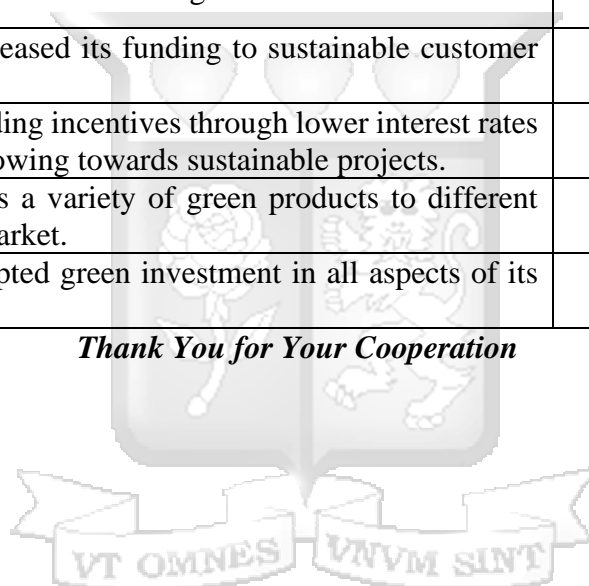 eased its funding to sustainable customer
ding incentives through lower interest rates
owing towards sustainable projects.
s a variety of green products to different
arket.
pted green investment in all aspects of its
Thank You for Your Cooperation
VT OMNES VNVM SINT